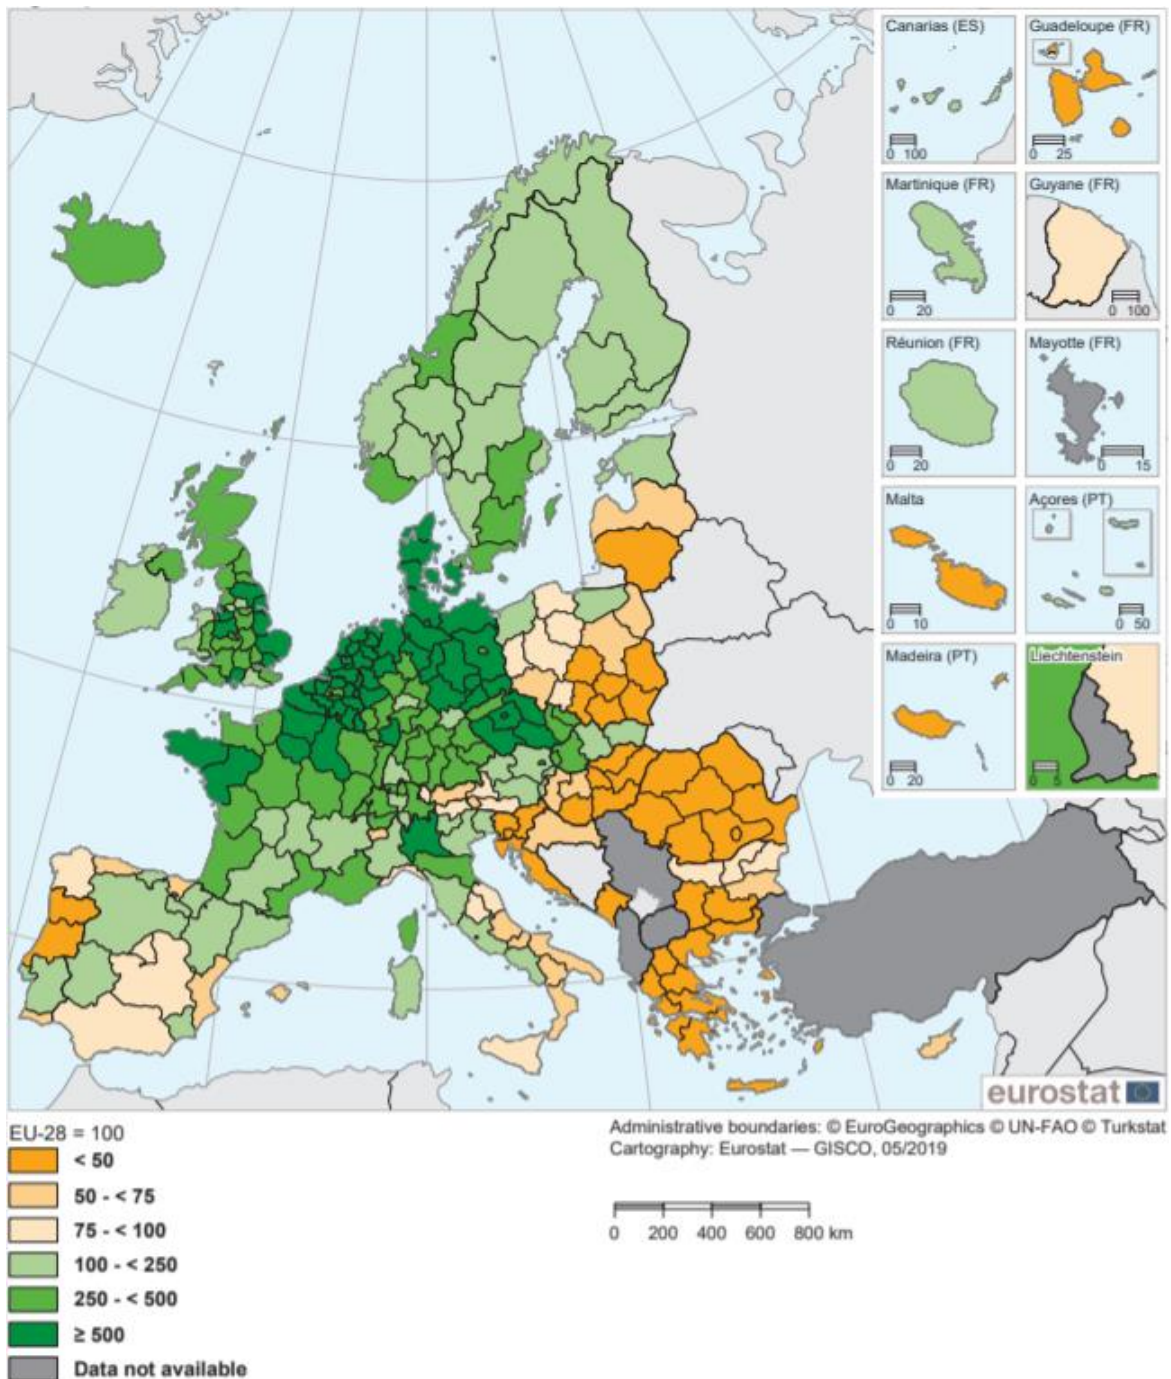 Canarias (ES)
0 100
Guadeloupe (FR)
0 25
Martinique (FR)
0 20
Guyane (FR)
0 100
Réunion (FR)
0 20
Mayotte (FR)
0 15
Malta
0 10
Açores (PT)
0 50
Madeira (PT)
0 20
Liechtenstein
0 5
eurostat
Administrative boundaries: © EuroGeographics © UN-FAO © Turkstat
Cartography: Eurostat — GISCO, 05/2019
0 200 400 600 800 km
EU-28 = 100
< 50
50 - < 75
75 - < 100
100 - < 250
250 - < 500
≥ 500
Data not available